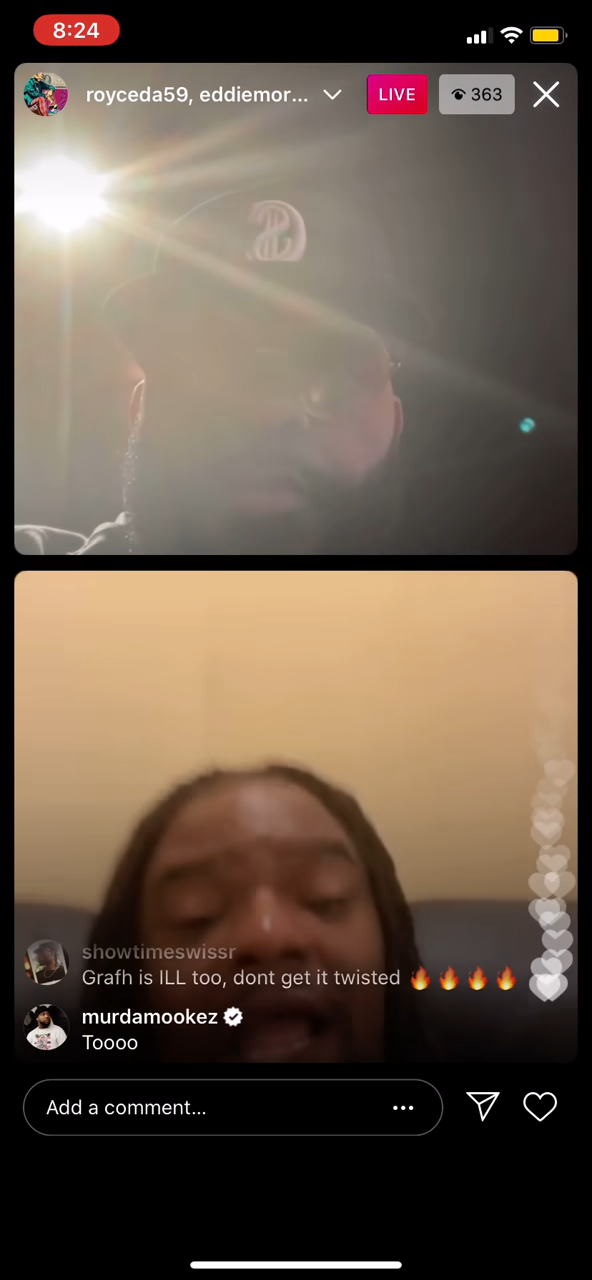 8:24
royceda59, eddiemor...
LIVE
363
showtimeswissr
Grafh is ILL too, dont get it twisted 🔥 🔥 🔥 🔥
murdamookez
Toooo
Add a comment...